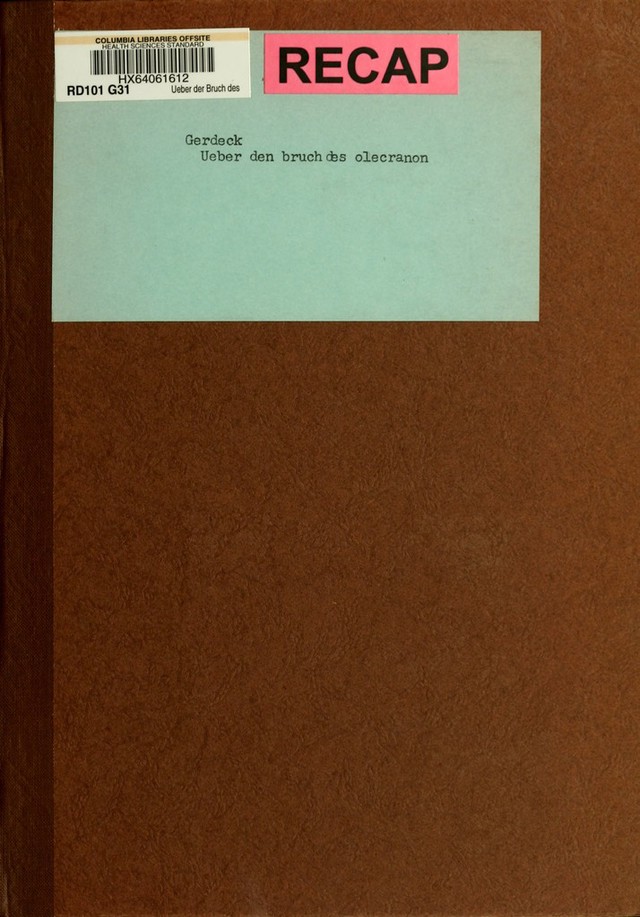 COLUMBIA LIBRARIES OFFSITE
HEALTH SCIENCES STANDARD
HX64061612
RD101 G31 Ueber der Bruch des
RECAP
Gerdeck
Ueber den bruch des olecranon